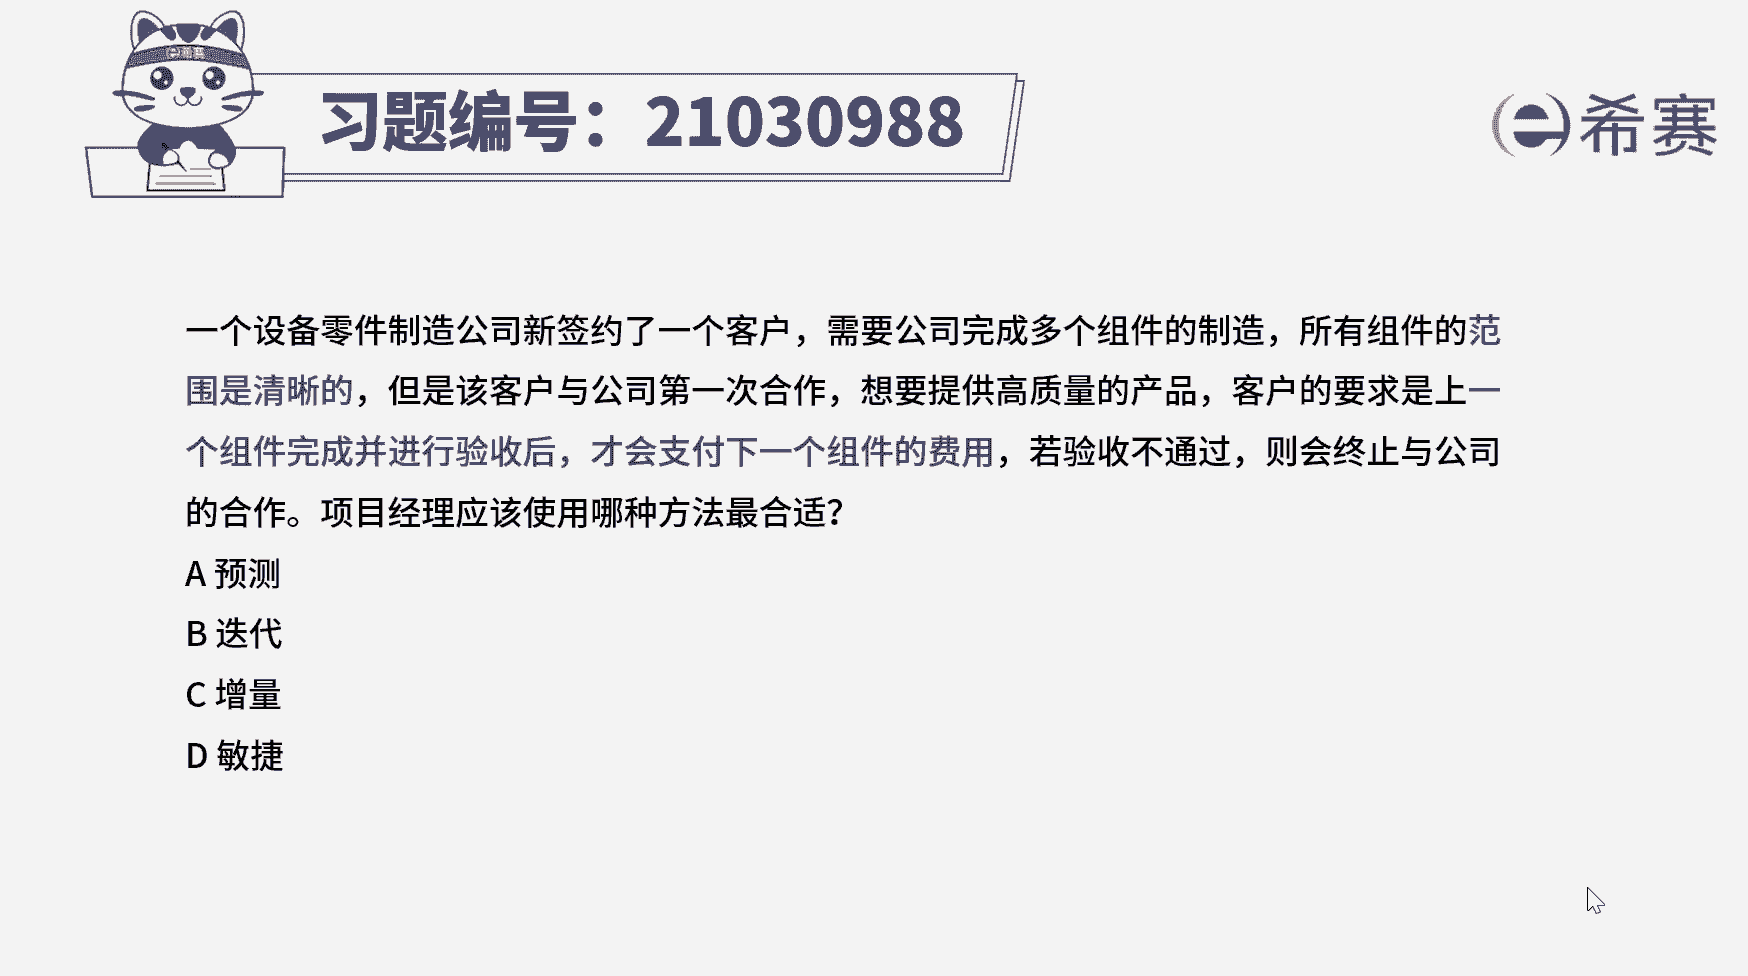 习题编号：21030988
希赛
一个设备零件制造公司新签约了一个客户，需要公司完成多个组件的制造，所有组件的范
围是清晰的，但是该客户与公司第一次合作，想要提供高质量的产品，客户的要求是上一
个组件完成并进行验收后，才会支付下一个组件的费用，若验收不通过，则会终止与公司
的合作。项目经理应该使用哪种方法最合适？
A 预测
B 迭代
C 增量
D 敏捷